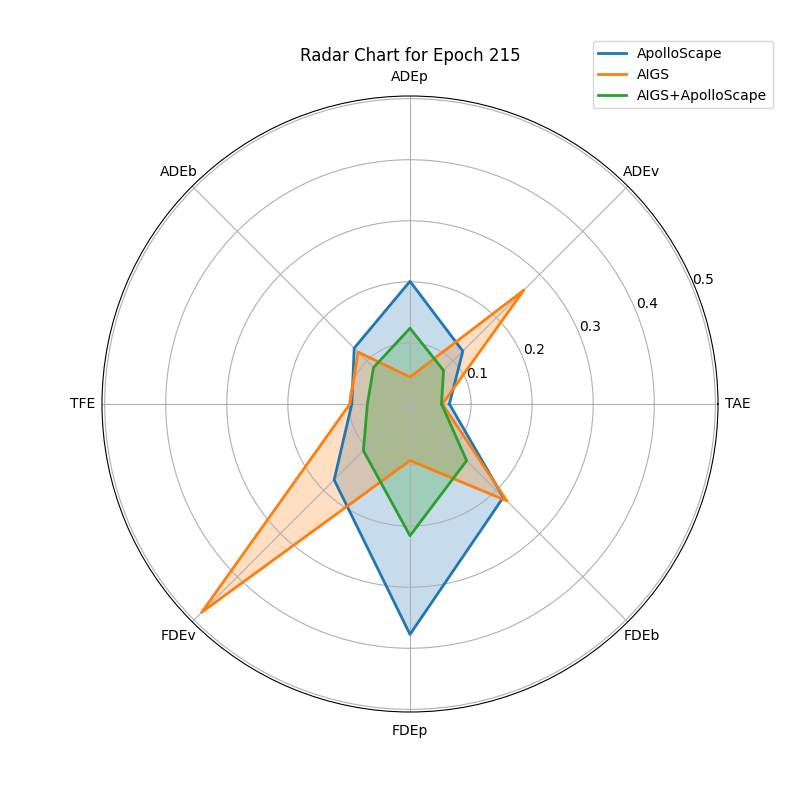 Radar Chart for Epoch 215
ApolloScape
AIGS
AIGS+ApolloScape
ADEp
ADEb
ADEv
0.5
0.4
0.3
0.2
0.1
TFE
TAE
FDEv
FDEb
FDEp